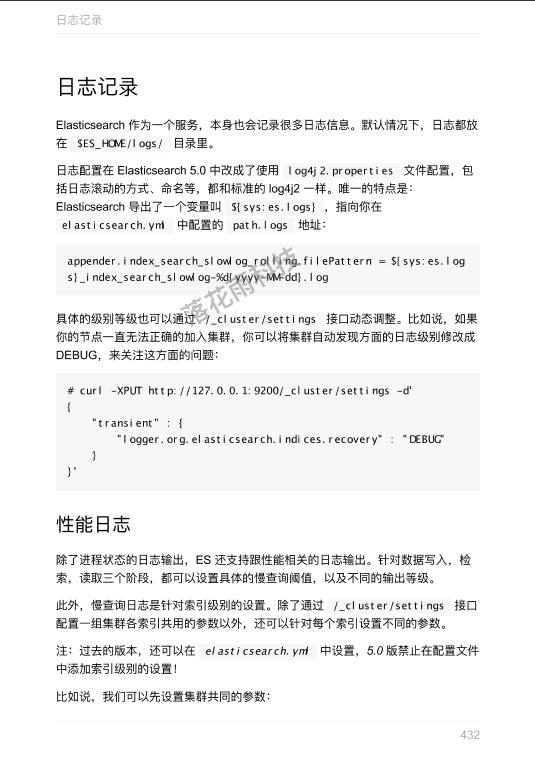 日志记录
日志记录
Elasticsearch 作为一个服务，本身也会记录很多日志信息。默认情况下，日志都放
在 $ES_HOME/logs/ 目录里。
日志配置在 Elasticsearch 5.0 中改成了使用 log4j2.properties 文件配置，包
括日志滚动的方式、命名等，都和标准的 log4j2 一样。唯一的特点是：
Elasticsearch 导出了一个变量叫 ${sys:es.logs} ，指向你在
elasticsearch.yml 中配置的 path.logs 地址：
appender.index_search_slowlog_rolling.filePattern = ${sys:es.log
s}_index_search_slowlog-%d{yyyy-MM-dd}.log
落花雨科技
具体的级别等级也可以通过 /_cluster/settings 接口动态调整。比如说，如果
你的节点一直无法正确的加入集群，你可以将集群自动发现方面的日志级别修改成
DEBUG，来关注这方面的问题：
# curl -XPUT http://127.0.0.1:9200/_cluster/settings -d'
{
"transient" : {
"logger.org.elasticsearch.indices.recovery" : "DEBUG"
}
}'
性能日志
除了进程状态的日志输出，ES 还支持跟性能相关的日志输出。针对数据写入，检
索，读取三个阶段，都可以设置具体的慢查询阈值，以及不同的输出等级。
此外，慢查询日志是针对索引级别的设置。除了通过 /_cluster/settings 接口
配置一组集群各索引共用的参数以外，还可以针对每个索引设置不同的参数。
注：过去的版本，还可以在 elasticsearch.yml 中设置，5.0 版禁止在配置文件
中添加索引级别的设置！
比如说，我们可以先设置集群共同的参数：
432